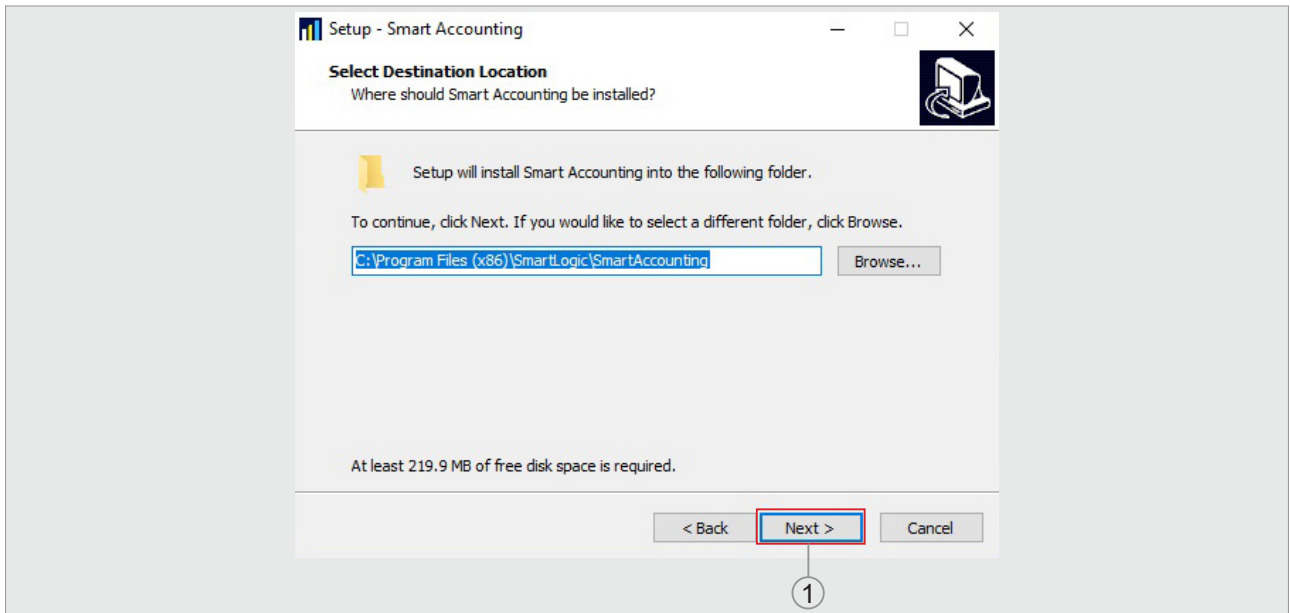 Setup - Smart Accounting
Select Destination Location
Where should Smart Accounting be installed?
Setup will install Smart Accounting into the following folder.
To continue, click Next. If you would like to select a different folder, click Browse.
C:\Program Files (x86)\SmartLogic\SmartAccounting
Browse...
At least 219.9 MB of free disk space is required.
< Back Next > Cancel
1